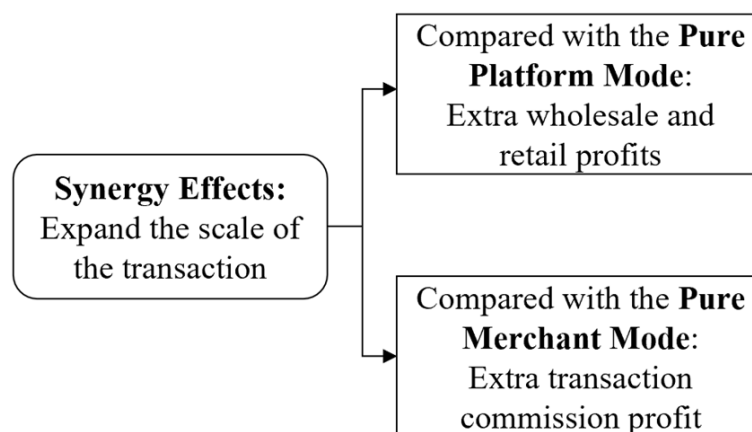 Compared with the Pure
Platform Mode:
Extra wholesale and
retail profits
Synergy Effects:
Expand the scale of
the transaction
Compared with the Pure
Merchant Mode:
Extra transaction
commission profit